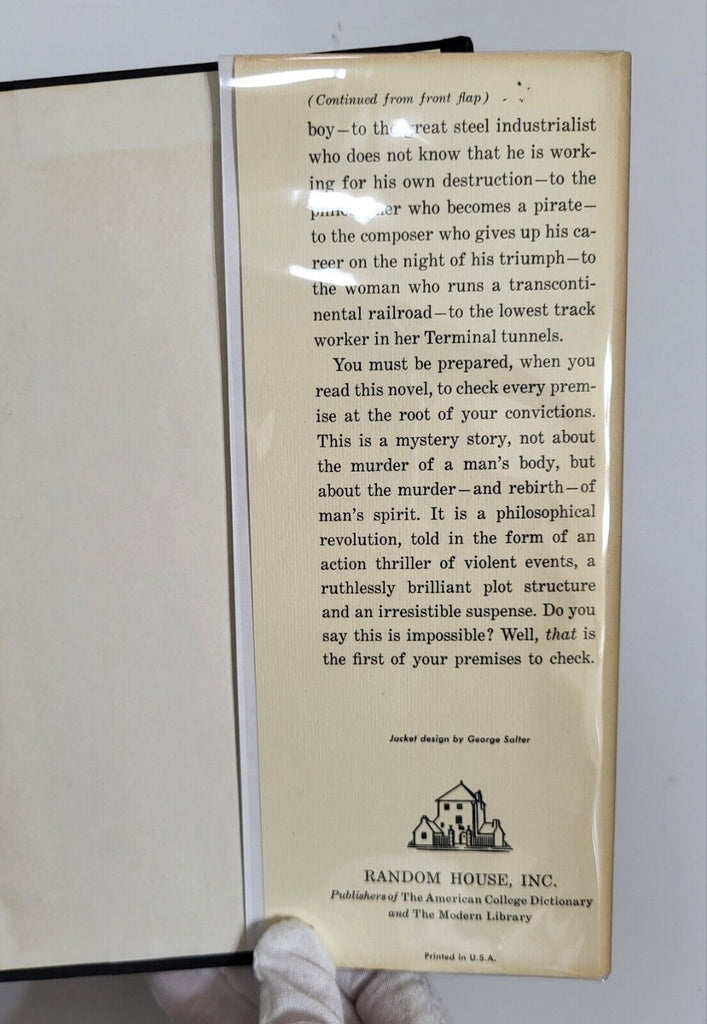 (Continued from front flap)
boy—to the great steel industrialist
who does not know that he is work-
ing for his own destruction—to the
who becomes a pirate—
to the composer who gives up his ca-
reer on the night of his triumph—to
the woman who runs a transconti-
nental railroad—to the lowest track
worker in her Terminal tunnels.
You must be prepared, when you
read this novel, to check every prem-
ise at the root of your convictions.
This is a mystery story, not about
the murder of a man's body, but
about the murder—and rebirth—of
man's spirit. It is a philosophical
revolution, told in the form of an
action thriller of violent events, a
ruthlessly brilliant plot structure
and an irresistible suspense. Do you
say this is impossible? Well, that is
the first of your premises to check.
Jacket design by George Salter
RANDOM HOUSE, INC.
Publishers of The American College Dictionary
and The Modern Library
Printed in U.S.A.